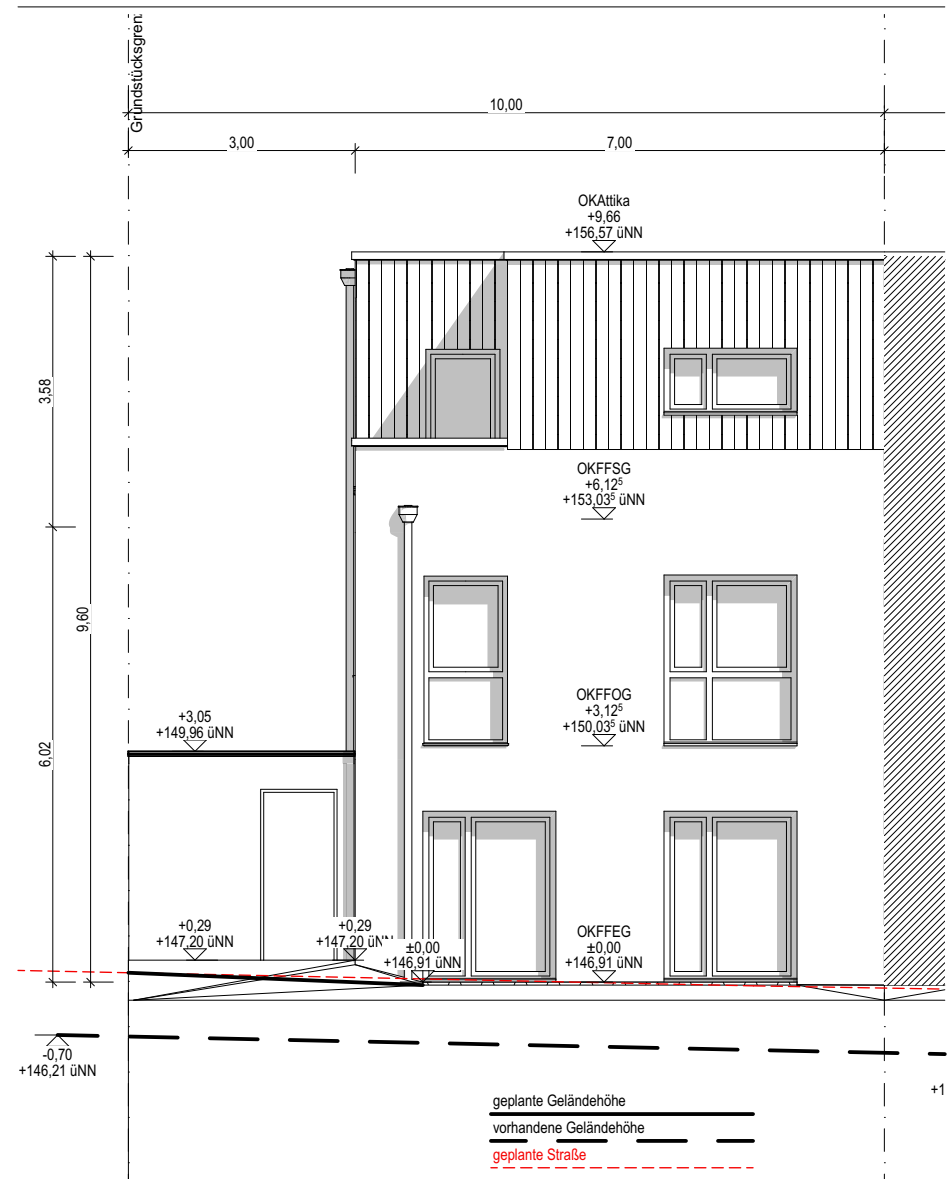 Grundstücksgren
10,00
3,00
7,00
OKAttika
+9,66
+156,57 üNN
3,58
9,60
6,02
OKFFSG
+6,12⁵
+153,03⁵ üNN
OKFFOG
+3,12⁵
+150,03⁵ üNN
+3,05
+149,96 üNN
+0,29
+147,20 üNN
+0,29
+147,20 üNN
±0,00
+146,91 üNN
OKFFEG
±0,00
+146,91 üNN
-0,70
+146,21 üNN
+1
geplante Geländehöhe
vorhandene Geländehöhe
geplante Straße